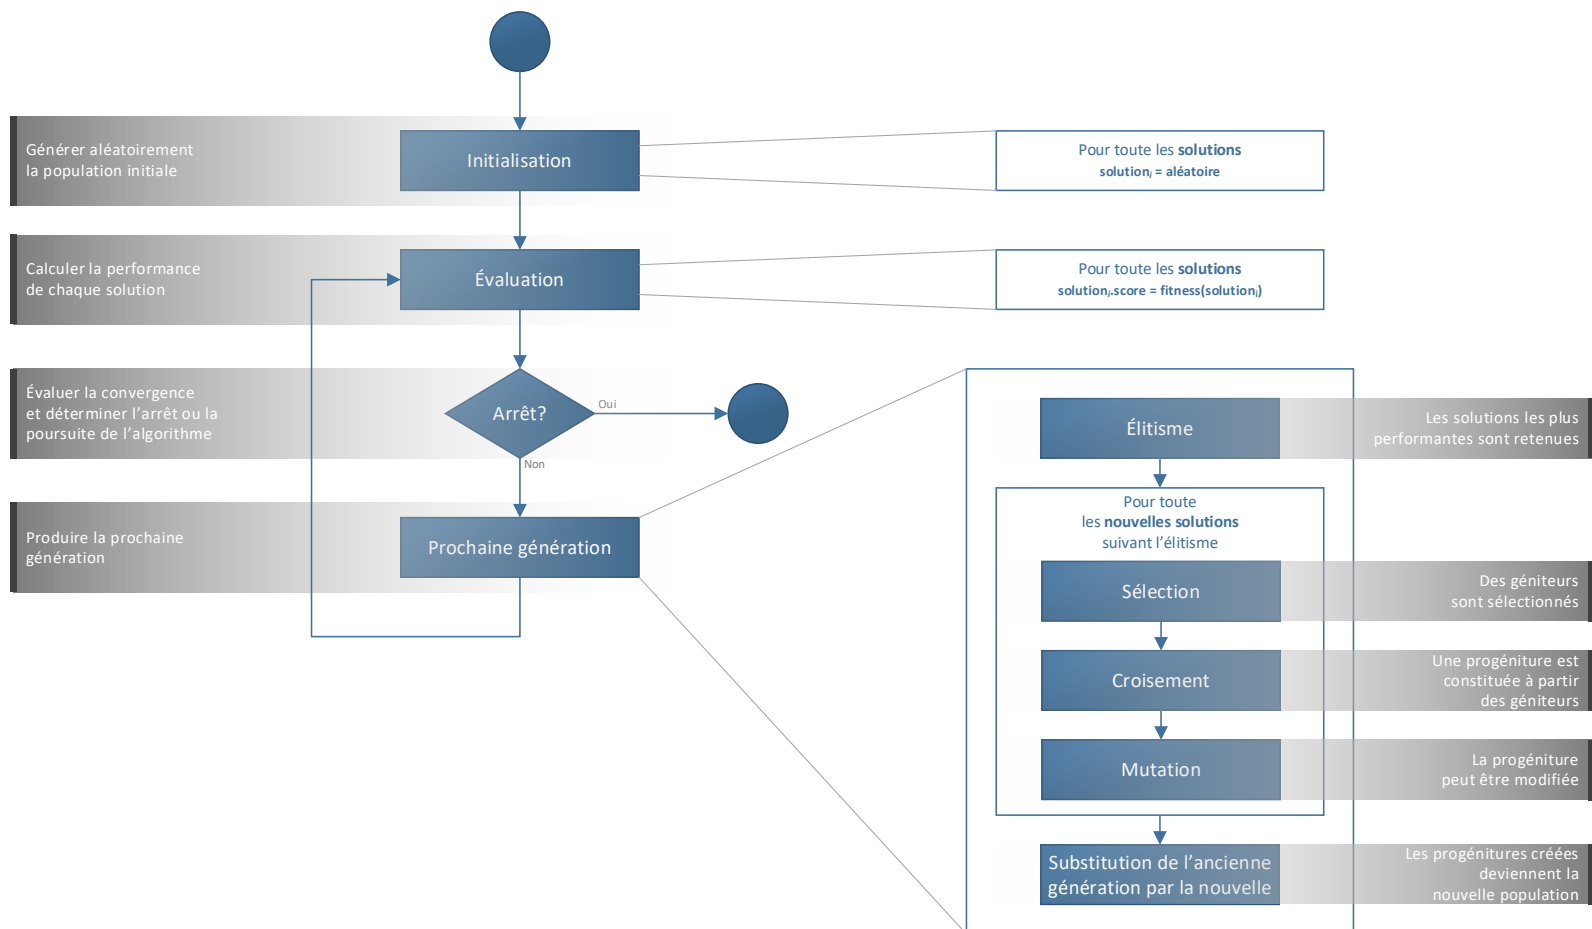 Générer aléatoirement
la population initiale
Initialisation
Pour toute les solutions
solutionᵢ = aléatoire
Calculer la performance
de chaque solution
Évaluation
Pour toute les solutions
solutionᵢ.score = fitness(solutionᵢ)
Évaluer la convergence
et déterminer l’arrêt ou la
poursuite de l’algorithme
Arrêt?
Oui
Non
Produire la prochaine
génération
Prochaine génération
Élitisme
Les solutions les plus
performantes sont retenues
Pour toute
les nouvelles solutions
suivant l’élitisme
Sélection
Des géniteurs
sont sélectionnés
Croisement
Une progéniture est
constituée à partir
des géniteurs
Mutation
La progéniture
peut être modifiée
Substitution de l’ancienne
génération par la nouvelle
Les progénitures créées
deviennent la
nouvelle population